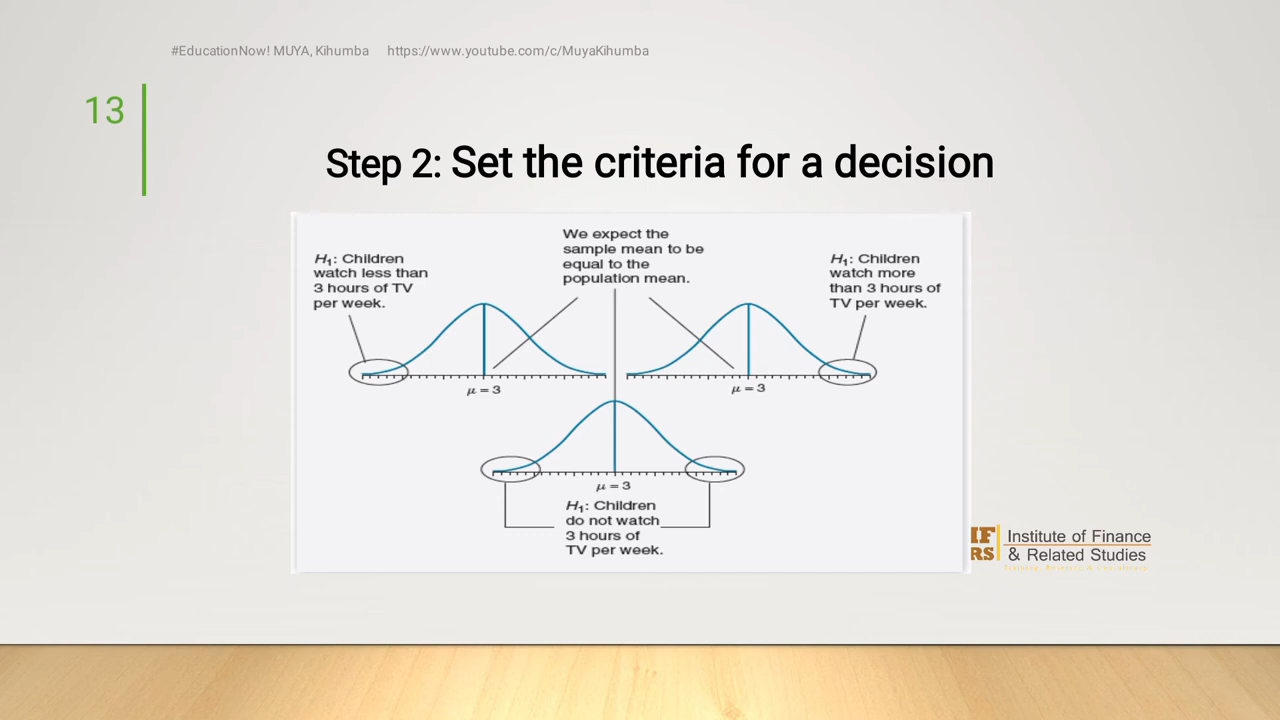 #EducationNow! MUYA, Kihumba https://www.youtube.com/c/MuyaKihumba
13
Step 2: Set the criteria for a decision
We expect the
sample mean to be
equal to the
population mean.
H₁: Children
watch less than
3 hours of TV
per week.
H₁: Children
watch more
than 3 hours of
TV per week.
μ = 3
μ = 3
μ = 3
H₁: Children
do not watch
3 hours of
TV per week.
IF
RS
Institute of Finance
& Related Studies